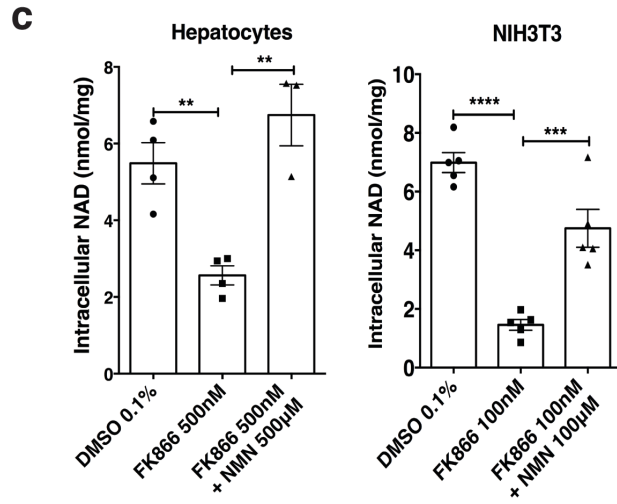 c
Hepatocytes
Intracellular NAD (nmol/mg)
8
6
4
2
0
**
**
DMSO 0.1%
FK866 500nM
FK866 500nM
+ NMN 500μM
NIH3T3
Intracellular NAD (nmol/mg)
10
8
6
4
2
0
****
***
DMSO 0.1%
FK866 100nM
FK866 100nM
+ NMN 100μM